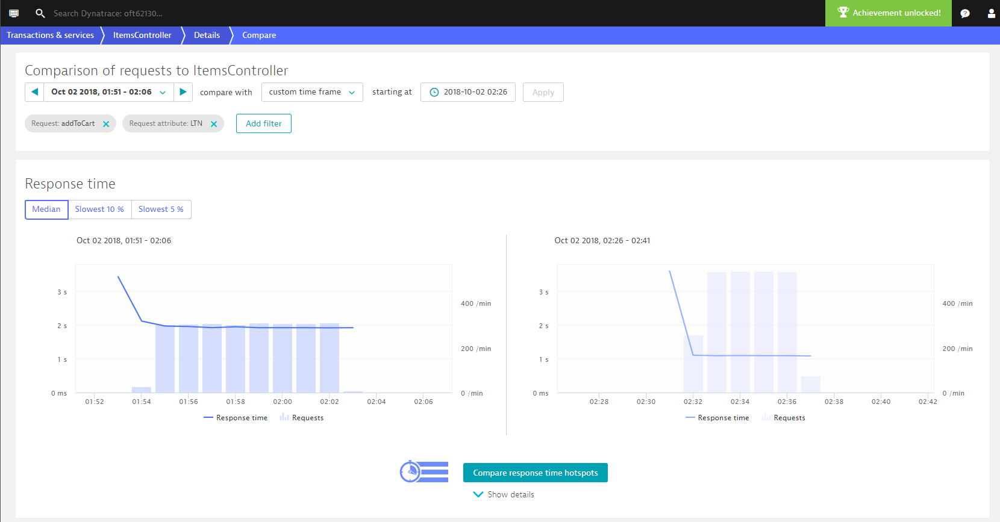 Search Dynatrace: oft62130...
Achievement unlocked!
Transactions & services
ItemsController
Details
Compare
Comparison of requests to ItemsController
Oct 02 2018, 01:51 - 02:06
compare with
custom time frame
starting at
2018-10-02 02:26
Apply
Request: addToCart
Request attribute: LTN
Add filter
Response time
Median
Slowest 10 %
Slowest 5 %
Oct 02 2018, 01:51 - 02:06
3 s
2 s
1 s
0 ms
400 /min
200 /min
0 /min
01:52 01:54 01:56 01:58 02:00 02:02 02:04 02:06
Response time
Requests
Oct 02 2018, 02:26 - 02:41
3 s
2 s
1 s
0 ms
400 /min
200 /min
0 /min
02:28 02:30 02:32 02:34 02:36 02:38 02:40 02:42
Response time
Requests
Compare response time hotspots
Show details